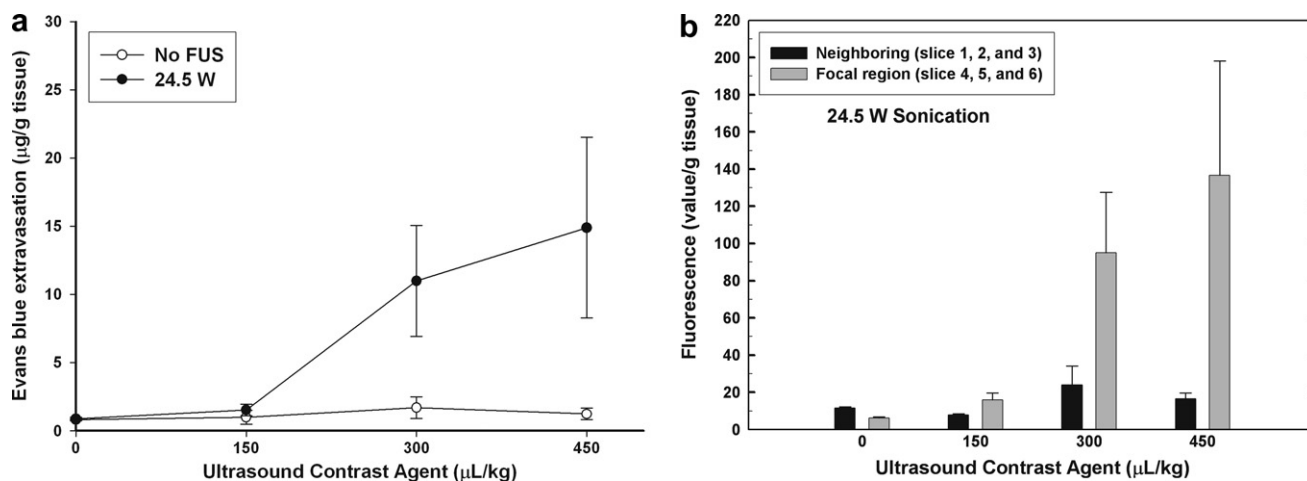 a
30
25
20
15
10
5
0
Evans blue extravasation (μg/g tissue)
No FUS
24.5 W
0 150 300 450
Ultrasound Contrast Agent (μL/kg)
b
220
200
180
160
140
120
100
80
60
40
20
0
Fluorescence (value/g tissue)
Neighboring (slice 1, 2, and 3)
Focal region (slice 4, 5, and 6)
24.5 W Sonication
0 150 300 450
Ultrasound Contrast Agent (μL/kg)